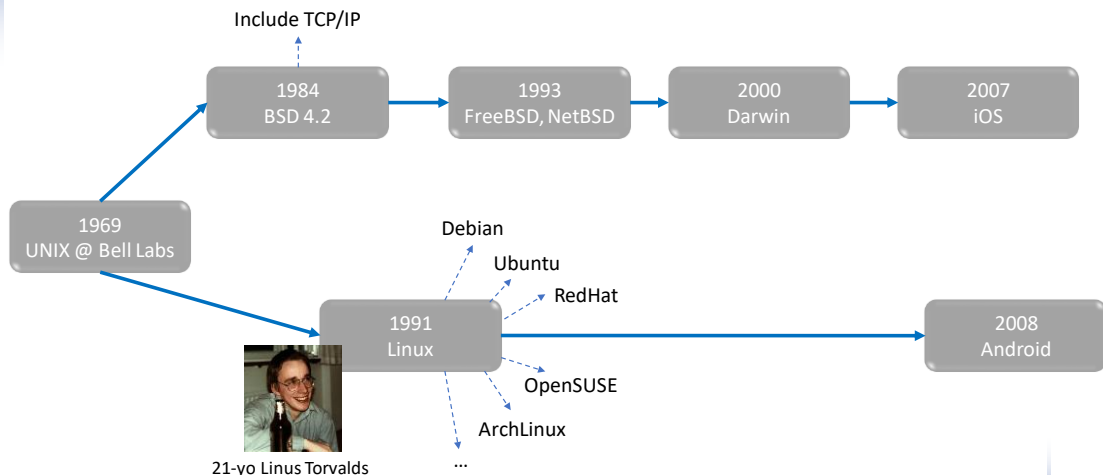 Include TCP/IP
1984
BSD 4.2
1993
FreeBSD, NetBSD
2000
Darwin
2007
iOS
1969
UNIX @ Bell Labs
Debian
Ubuntu
RedHat
1991
Linux
2008
Android
OpenSUSE
ArchLinux
...
21-yo Linus Torvalds